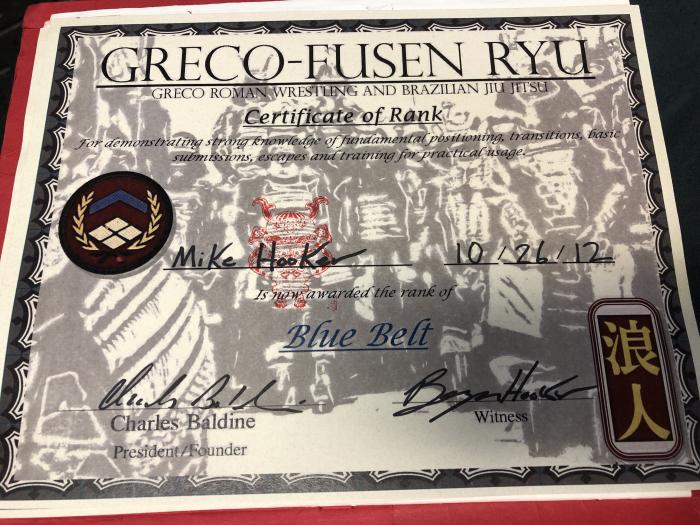 GRECO-FUSEN RYU
GRECO ROMAN WRESTLING AND BRAZILIAN JIU JITSU
Certificate of Rank
For demonstrating strong knowledge of fundamental positioning, transitions, basic
submissions, escapes and training for practical usage.
Mike Hooker 10/26/12
Is now awarded the rank of
Blue Belt
Charles Baldine
Witness
President/Founder
浪
人